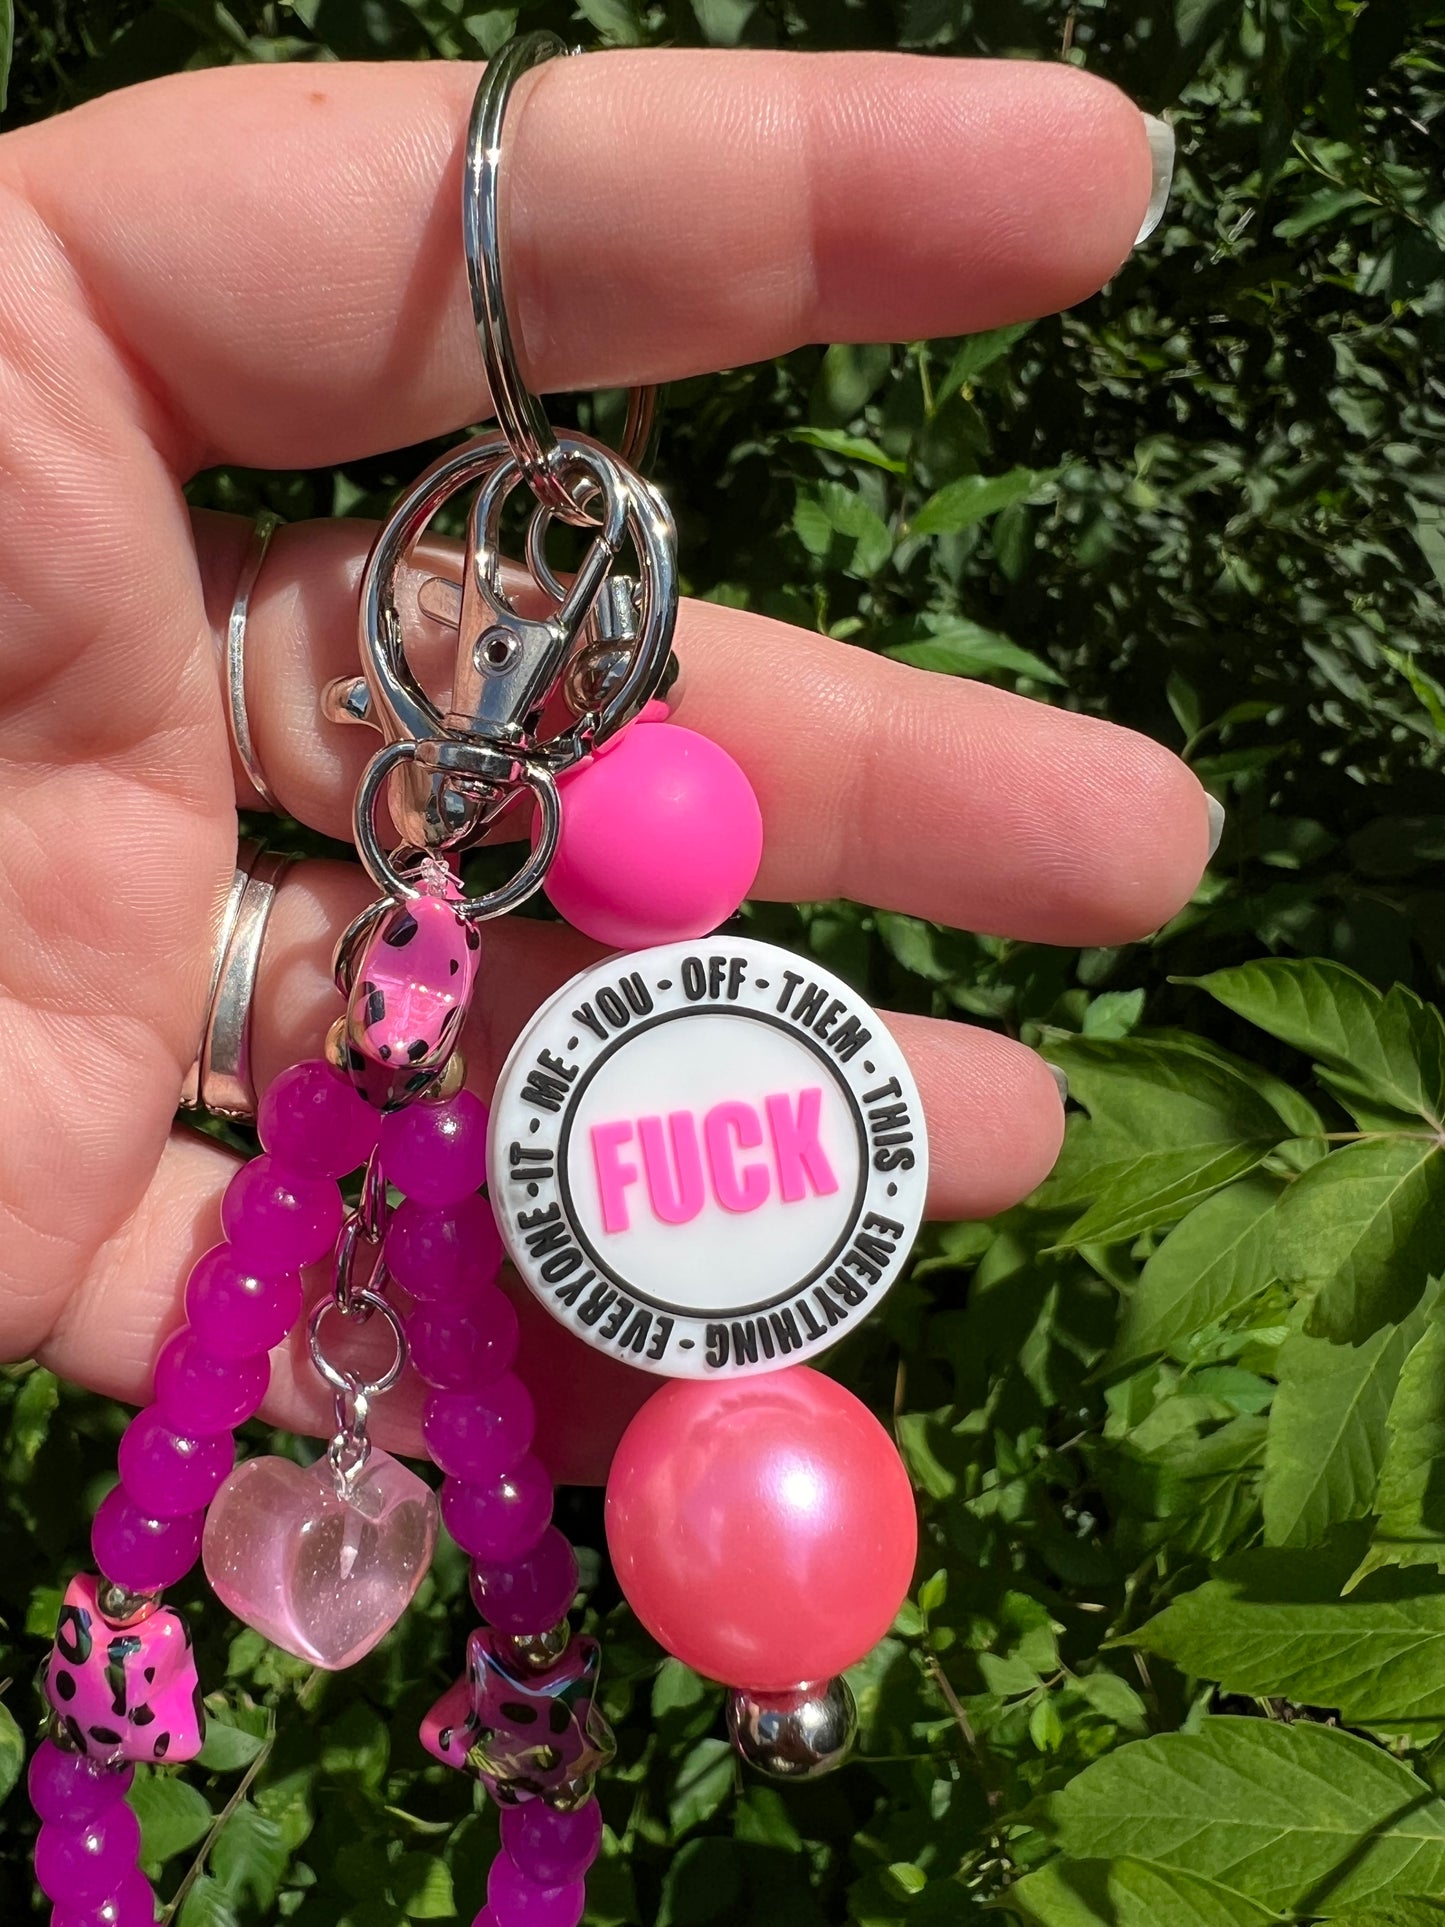 FUCK
IT - ME - YOU - OFF - THEM - THIS - EVERYTHING - EVERYONE -